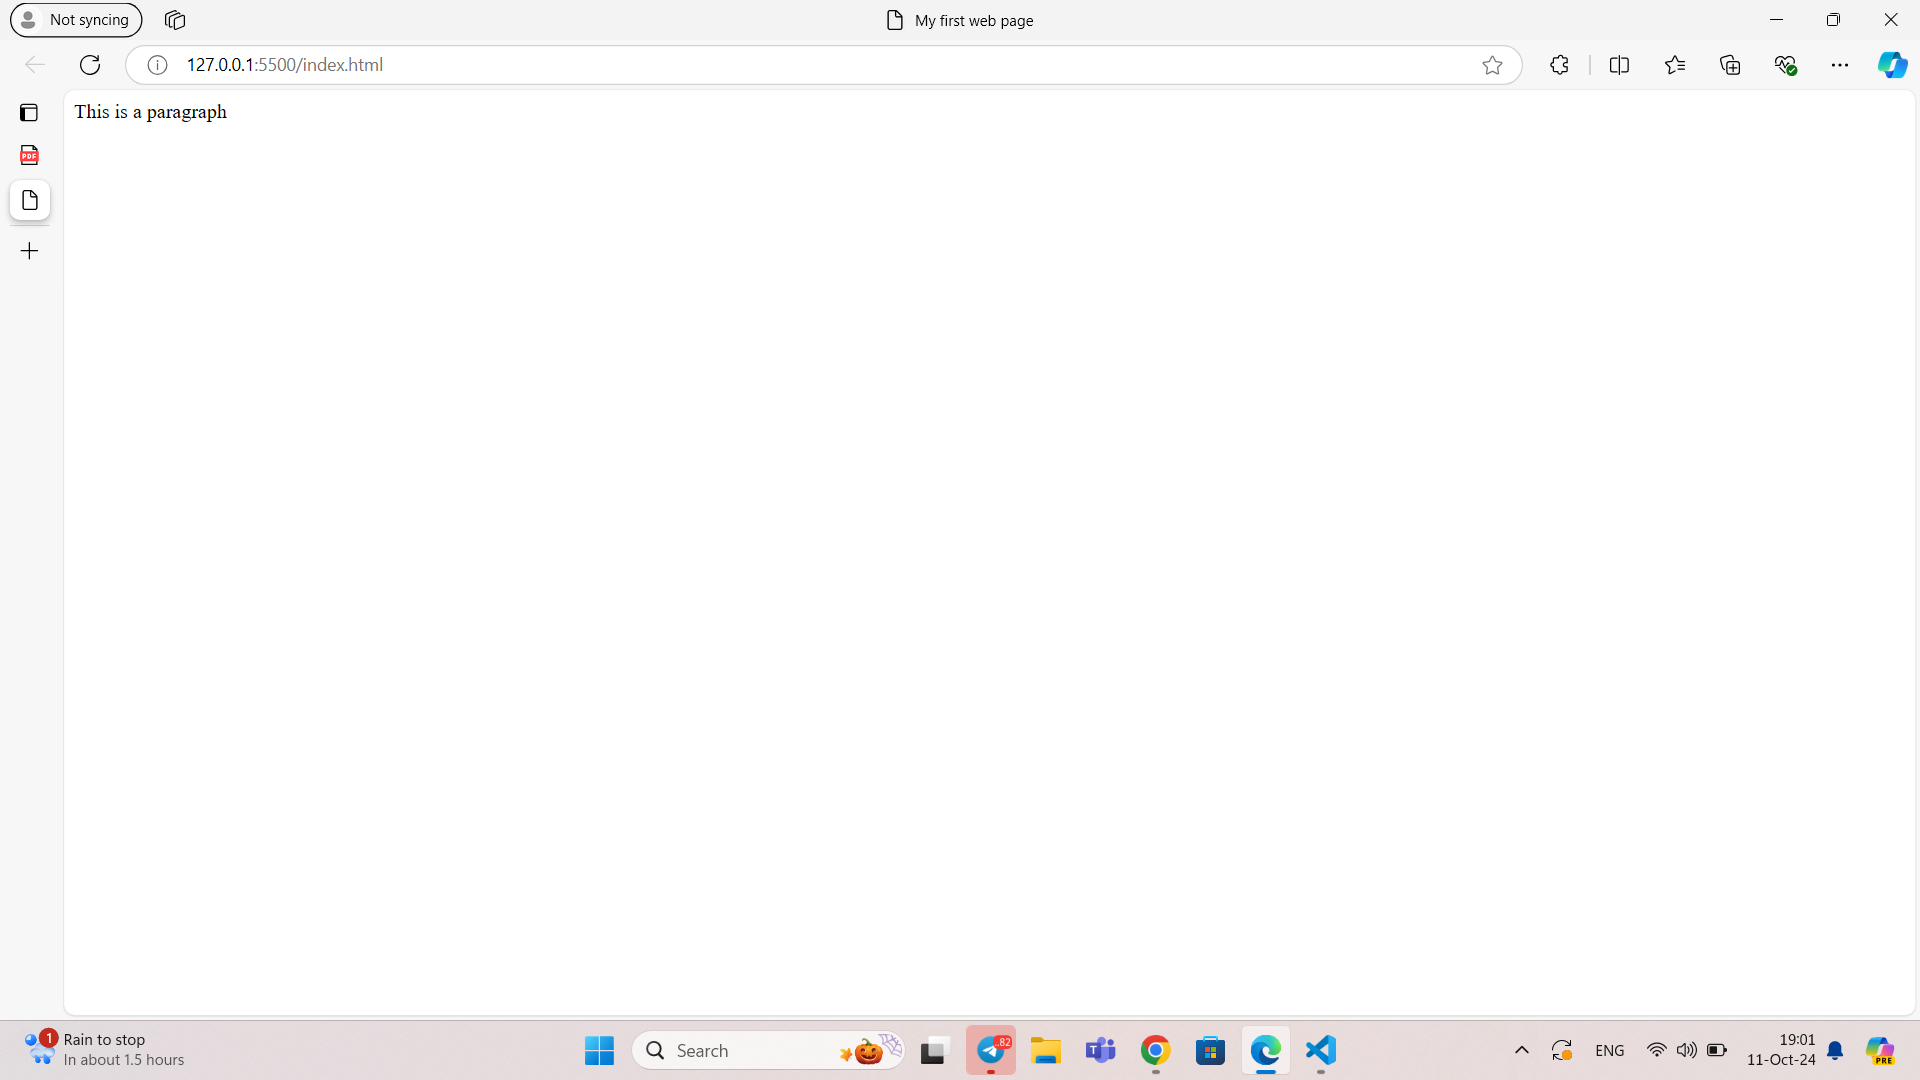 Not syncing
My first web page
127.0.0.1:5500/index.html
This is a paragraph
PDF
1
Rain to stop
In about 1.5 hours
Search
..82
T
ENG
19:01
11-Oct-24
PRE